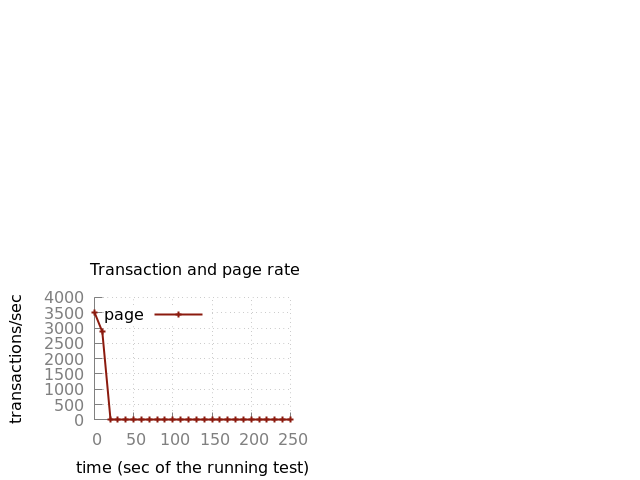 Transaction and page rate
transactions/sec
4000
3500
3000
2500
2000
1500
1000
500
0
page
0 50 100 150 200 250
time (sec of the running test)